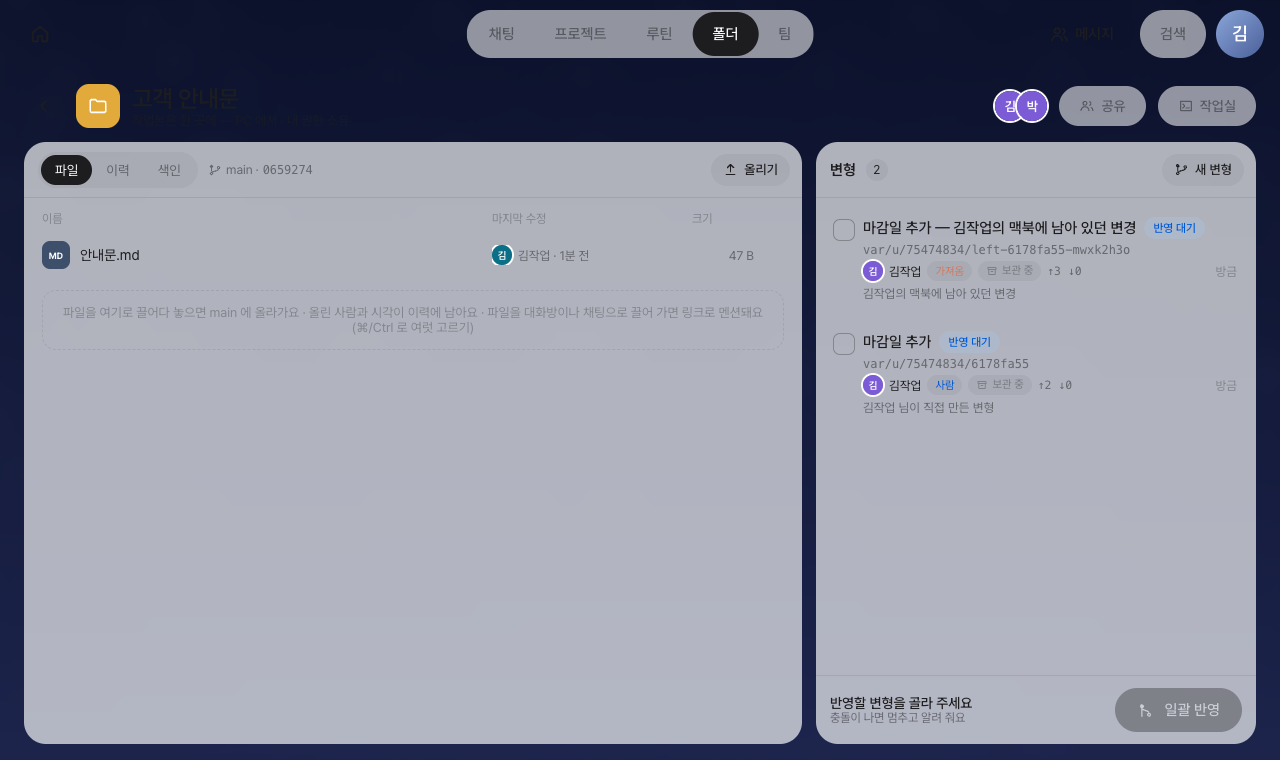 채팅 프로젝트 루틴 폴더 팀
메시지 검색 김
고객 안내문
김 박 공유 작업실
파일 이력 색인 main · 0659274 올리기
이름 마지막 수정 크기
MD 안내문.md 김 김작업 · 1분 전 47 B
파일을 여기로 끌어다 놓으면 main 에 올라가요 · 올린 사람과 시각이 이력에 남아요 · 파일을 대화방이나 채팅으로 끌어 가면 링크로 멘션돼요
(⌘/Ctrl 로 여럿 고르기)
변형 2 새 변형
마감일 추가 — 김작업의 맥북에 남아 있던 변경 반영 대기
var/u/75474834/left-6178fa55-mwxk2h3o
김 김작업 가져옴 보관 중 ↑3 ↓0 방금
김작업의 맥북에 남아 있던 변경
마감일 추가 반영 대기
var/u/75474834/6178fa55
김 김작업 사람 보관 중 ↑2 ↓0 방금
김작업 님이 직접 만든 변형
반영할 변형을 골라 주세요
충돌이 나면 멈추고 알려 줘요
일괄 반영